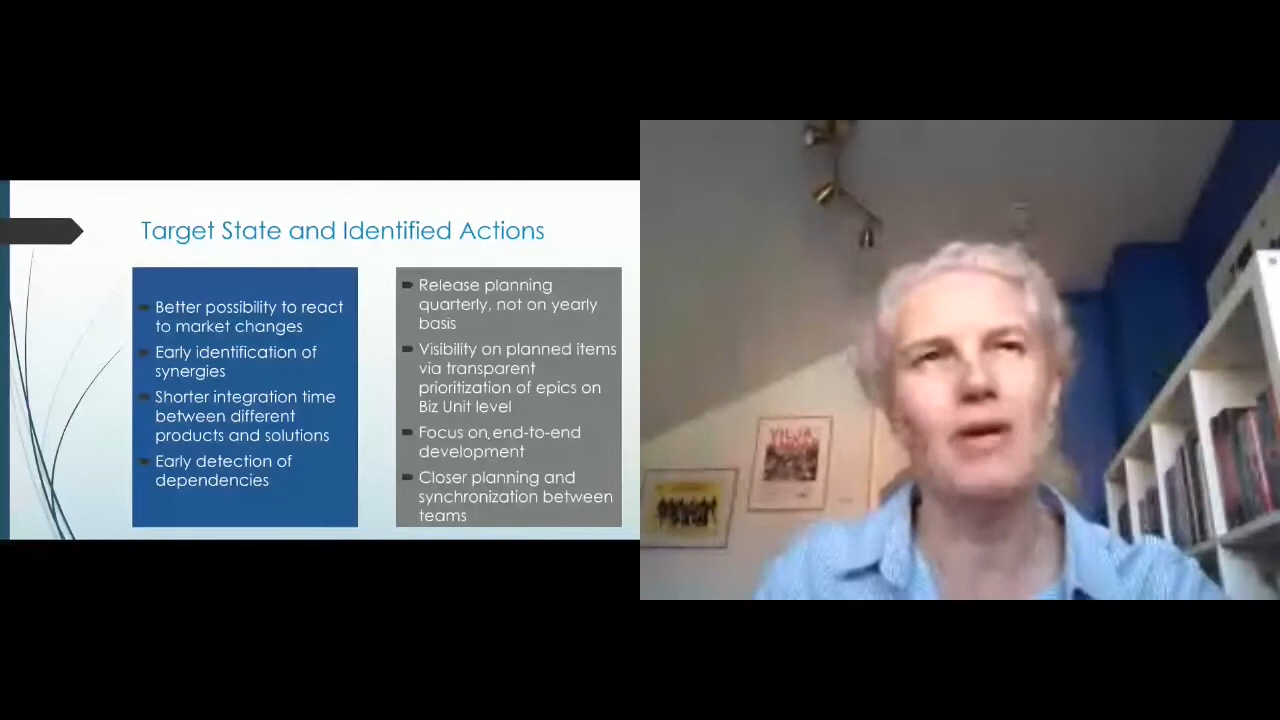 Target State and Identified Actions
Better possibility to react
to market changes
Early identification of
synergies
Shorter integration time
between different
products and solutions
Early detection of
dependencies
Release planning
quarterly, not on yearly
basis
Visibility on planned items
via transparent
prioritization of epics on
Biz Unit level
Focus on end-to-end
development
Closer planning and
synchronization between
teams
VILJA